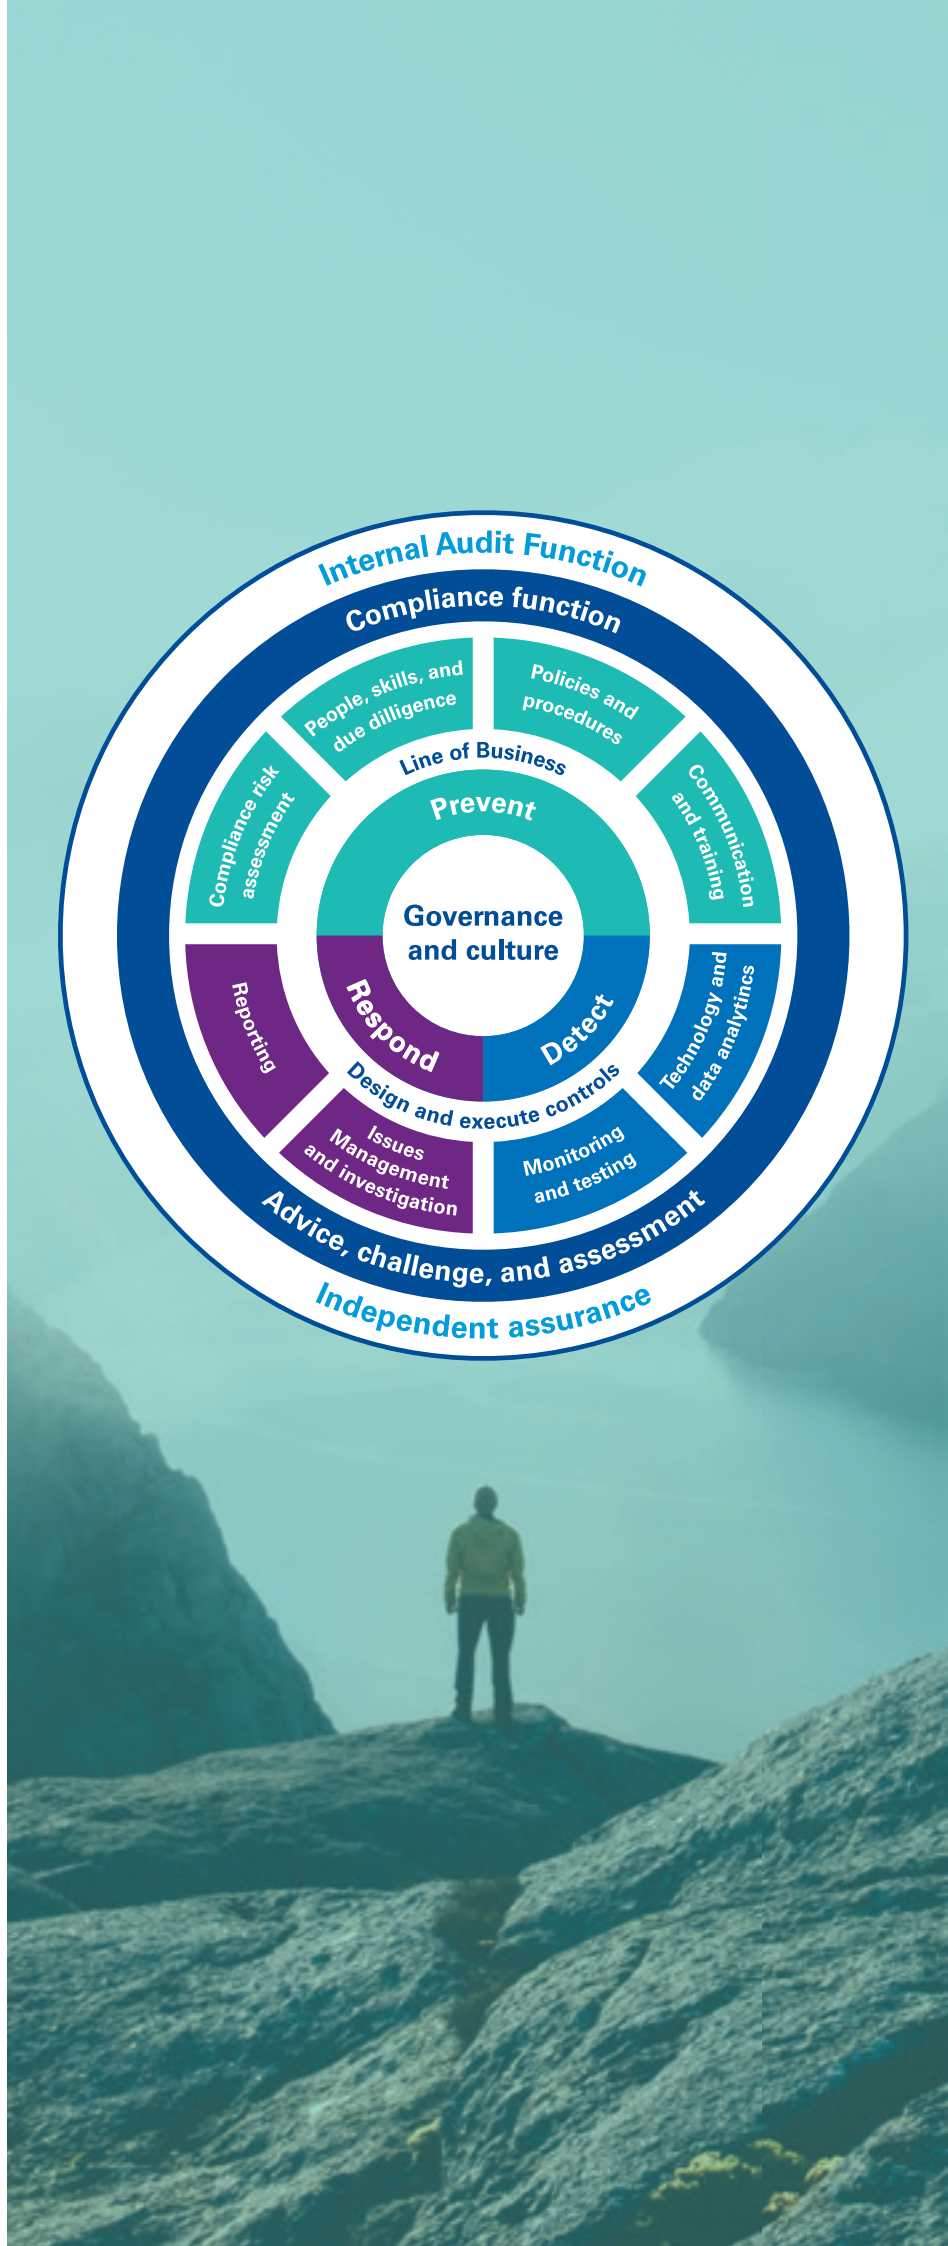 Internal Audit Function
Compliance function
People, skills, and
due dilligence
Policies and
procedures
Compliance risk
assessment
Line of Business
Communication
and training
Prevent
Governance
and culture
Respond
Detect
Reporting
Technology and
data analytincs
Design and execute controls
Issues
Management
and investigation
Monitoring
and testing
Advice, challenge, and assessment
Independent assurance